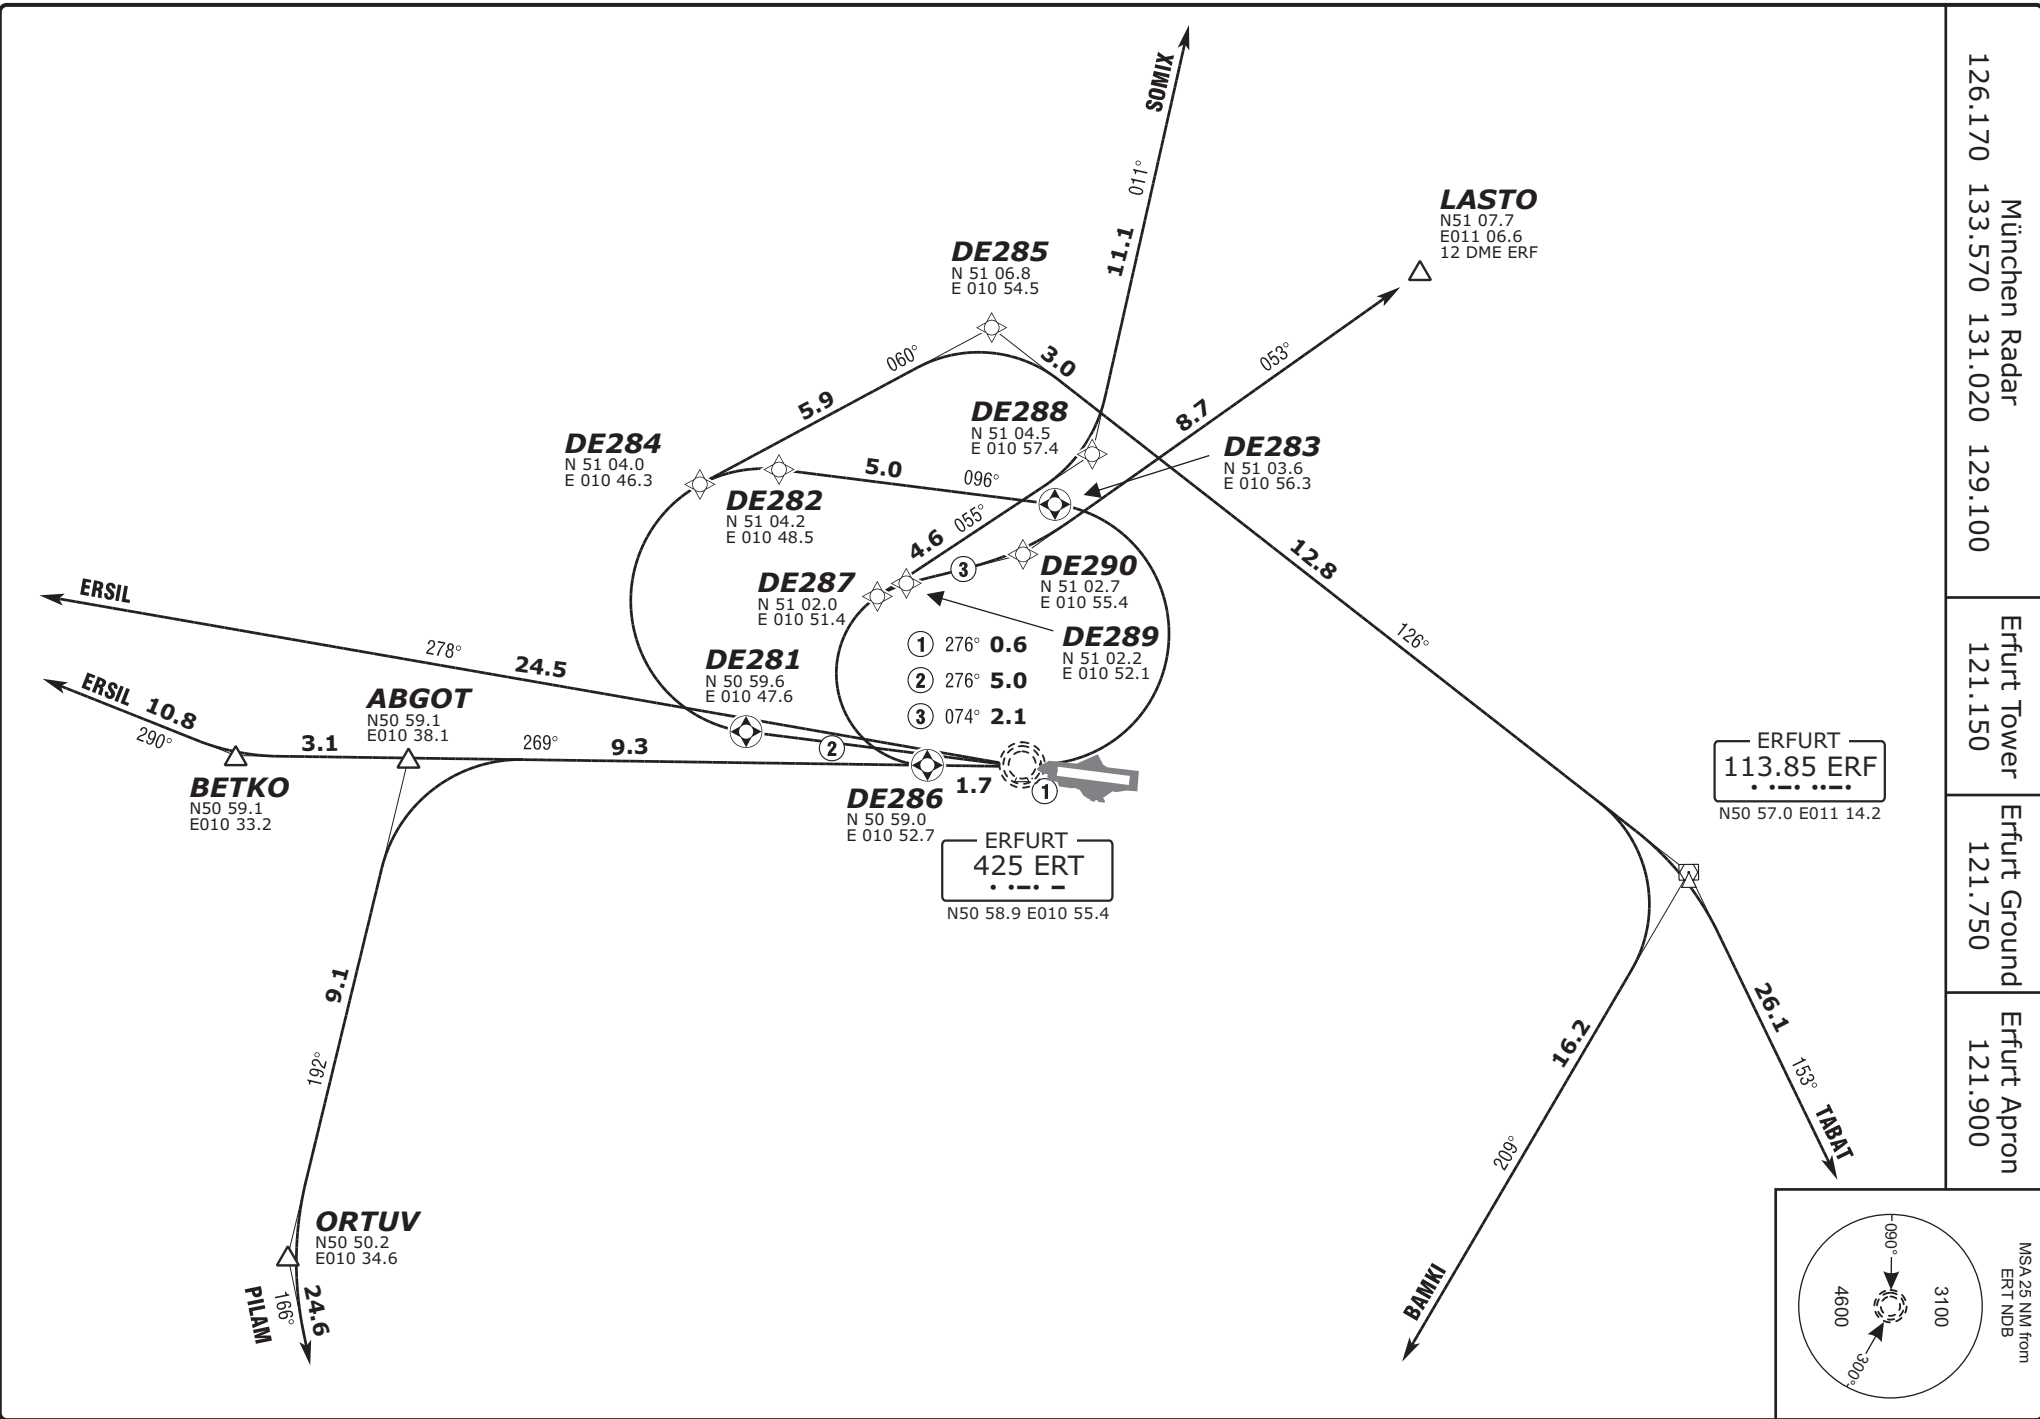 München Radar
126.170 133.570 131.020 129.100
Erfurt Tower
121.150
Erfurt Ground
121.750
Erfurt Apron
121.900
SOMIX
011°
11.1
LASTO
N51 07.7
E011 06.6
12 DME ERF
DE285
N 51 06.8
E 010 54.5
060°
3.0
053°
5.9
8.7
DE288
N 51 04.5
E 010 57.4
DE284
N 51 04.0
E 010 46.3
DE283
N 51 03.6
E 010 56.3
5.0
096°
DE282
N 51 04.2
E 010 48.5
055°
4.6
3
12.8
DE290
N 51 02.7
E 010 55.4
DE287
N 51 02.0
E 010 51.4
ERSIL
126°
DE289
N 51 02.2
E 010 52.1
1 276° 0.6
2 276° 5.0
3 074° 2.1
278°
24.5
DE281
N 50 59.6
E 010 47.6
ERSIL 10.8
290°
ABGOT
N50 59.1
E010 38.1
3.1
269°
9.3
2
BETKO
N50 59.1
E010 33.2
DE286
N 50 59.0
E 010 52.7
1.7
1
ERFURT
113.85 ERF
N50 57.0 E011 14.2
ERFURT
425 ERT
N50 58.9 E010 55.4
9.1
192°
26.1
153°
TABAT
16.2
209°
BAMKI
ORTUV
N50 50.2
E010 34.6
24.6
166°
PILAM
MSA 25 NM from
ERT NDB
090°
3100
4600
300°